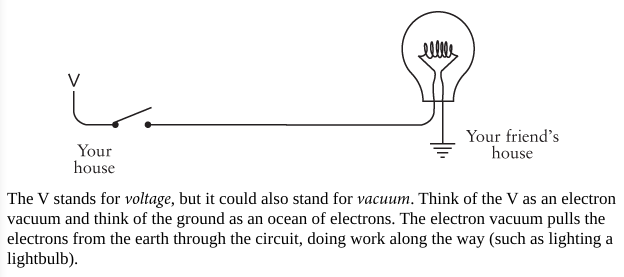 V
Your
house
Your friend's
house
The V stands for voltage, but it could also stand for vacuum. Think of the V as an electron
vacuum and think of the ground as an ocean of electrons. The electron vacuum pulls the
electrons from the earth through the circuit, doing work along the way (such as lighting a
lightbulb).